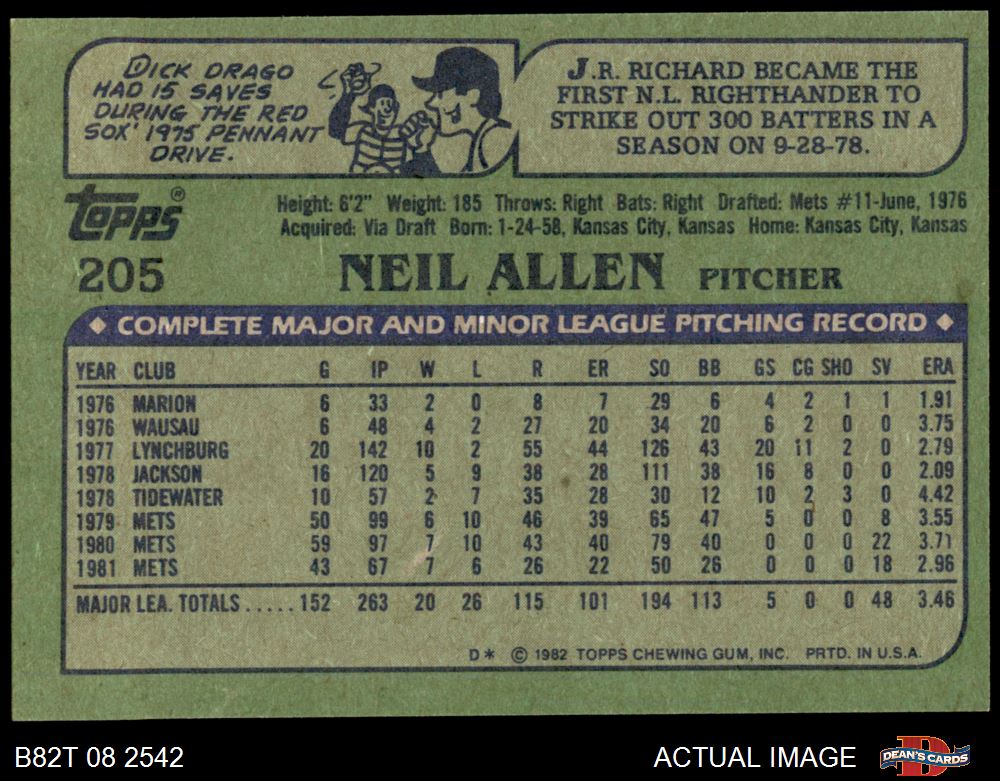 DICK DRAGO
HAD 15 SAVES
DURING THE RED
SOX' 1975 PENNANT
DRIVE.
J.R. RICHARD BECAME THE
FIRST N.L. RIGHTHANDER TO
STRIKE OUT 300 BATTERS IN A
SEASON ON 9-28-78.
TOPPS®
Height: 6'2" Weight: 185 Throws: Right Bats: Right Drafted: Mets #11-June, 1976
Acquired: Via Draft Born: 1-24-58, Kansas City, Kansas Home: Kansas City, Kansas
205 NEIL ALLEN PITCHER
◆ COMPLETE MAJOR AND MINOR LEAGUE PITCHING RECORD ◆
YEAR CLUB G IP W L R ER SO BB GS CG SHO SV ERA
1976 MARION 6 33 2 0 8 7 29 6 4 2 1 1 1.91
1976 WAUSAU 6 48 4 2 27 20 34 20 6 2 0 0 3.75
1977 LYNCHBURG 20 142 10 2 55 44 126 43 20 11 2 0 2.79
1978 JACKSON 16 120 5 9 38 28 111 38 16 8 0 0 2.09
1978 TIDEWATER 10 57 2 7 35 28 30 12 10 2 3 0 4.42
1979 METS 50 99 6 10 46 39 65 47 5 0 0 8 3.55
1980 METS 59 97 7 10 43 40 79 40 0 0 0 22 3.71
1981 METS 43 67 7 6 26 22 50 26 0 0 0 18 2.96
MAJOR LEA. TOTALS ..... 152 263 20 26 115 101 194 113 5 0 0 48 3.46
D* © 1982 TOPPS CHEWING GUM, INC. PRTD. IN U.S.A.
B82T 08 2542 ACTUAL IMAGE DEAN'S CARDS